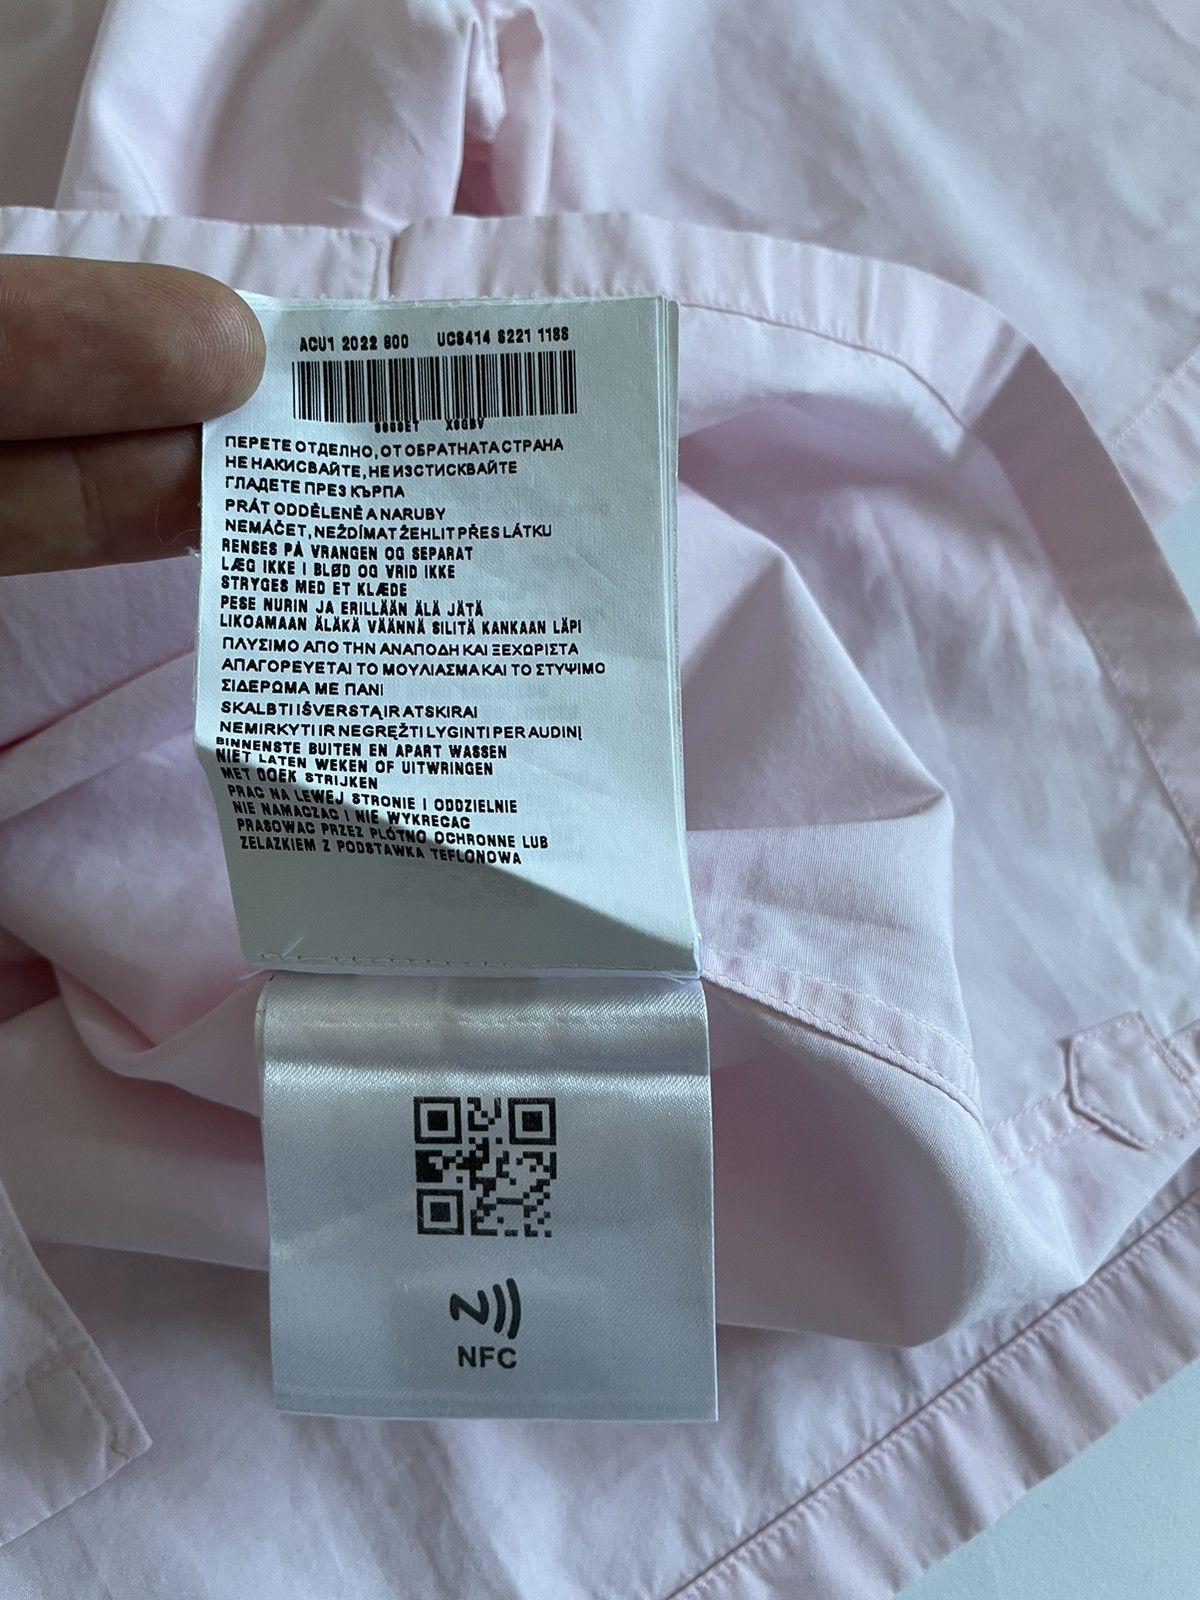 ACU1 2022 800 UC8414 S221 118S
ПЕРЕТЕ ОТДЕЛНО, ОТ ОБРАТНАТА СТРАНА
НЕ НАКИСВАЙТЕ, НЕ ИЗСТИСКВАЙТЕ
ГЛАДЕТЕ ПРЕЗ КЪРПА
PRÁT ODDĚLENĚ A NARUBY
NEMÁČET, NEŽDÍMAT ŽEHLIT PŘES LÁTKU
RENSES PÅ VRANGEN OG SEPARAT
LÆG IKKE I BLØD OG VRID IKKE
STRYGES MED ET KLÆDE
PESE NURIN JA ERILLÄÄN ÄLÄ JÄTÄ
LIKOAMAAN ÄLÄKÄ VÄÄNNÄ SILITÄ KANKAAN LÄPI
ΠΛΥΣΙΜΟ ΑΠΟ ΤΗΝ ΑΝΑΠΟΔΗ ΚΑΙ ΞΕΧΩΡΙΣΤΑ
ΑΠΑΓΟΡΕΥΕΤΑΙ ΤΟ ΜΟΥΛΙΑΣΜΑ ΚΑΙ ΤΟ ΣΤΥΨΙΜΟ
ΣΙΔΕΡΩΜΑ ΜΕ ΠΑΝΙ
SKALBTI IŠVERSTĄ IR ATSKIRAI
NEMIRKYTI IR NEGRĘŽTI LYGINTI PER AUDINĮ
BINNENSTE BUITEN EN APART WASSEN
NIET LATEN WEKEN OF UITWRINGEN
MET DOEK STRIJKEN
PRAC NA LEWEJ STRONIE I ODDZIELNIE
NIE NAMACZAC I NIE WYKRECAC
PRASOWAC PRZEZ PLÓTNO OCHRONNE LUB
ZELAZKIEM Z PODSTAWKA TEFLONOWA
NFC